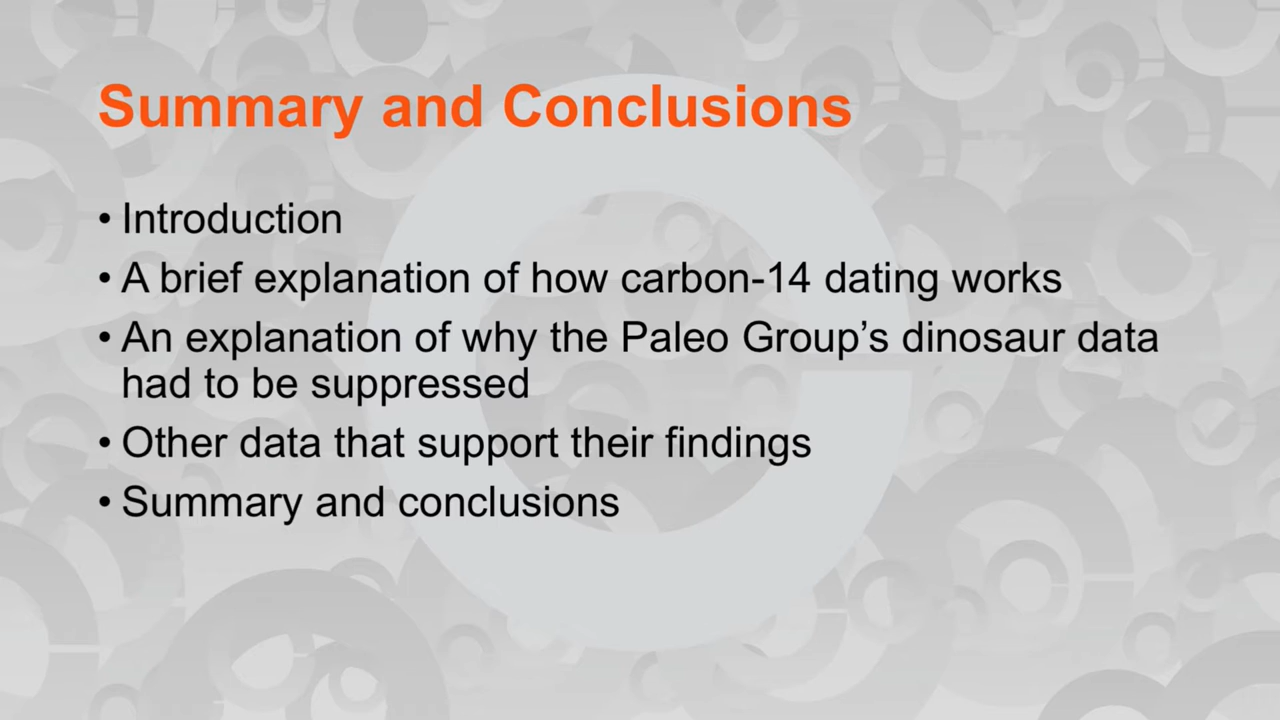 Summary and Conclusions
• Introduction
• A brief explanation of how carbon-14 dating works
• An explanation of why the Paleo Group’s dinosaur data
had to be suppressed
• Other data that support their findings
• Summary and conclusions